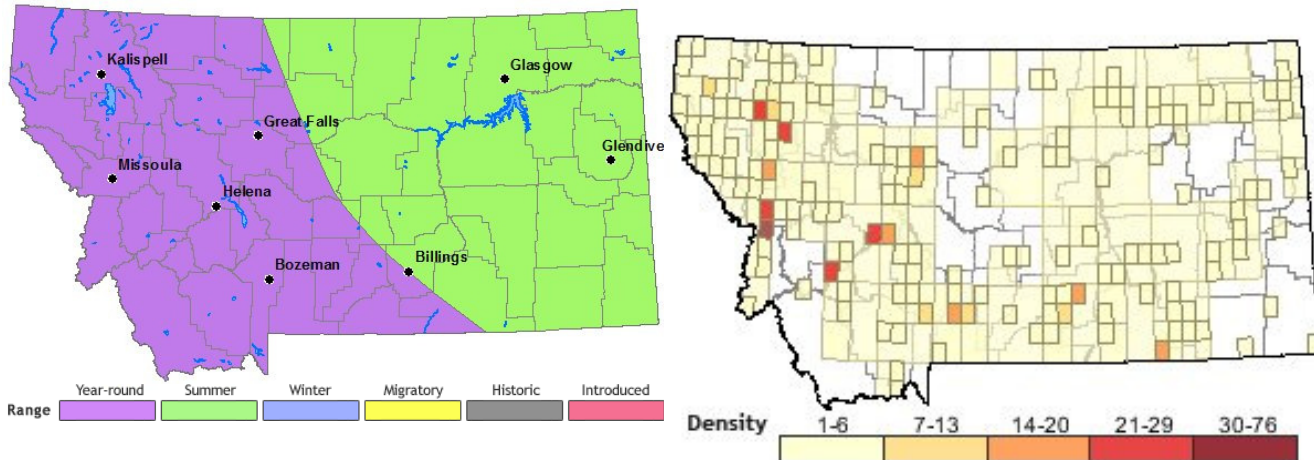 Kalispell
Glasgow
Great Falls
Glendive
Missoula
Helena
Bozeman
Billings
Year-round Summer Winter Migratory Historic Introduced
Range
Density 1-6 7-13 14-20 21-29 30-76